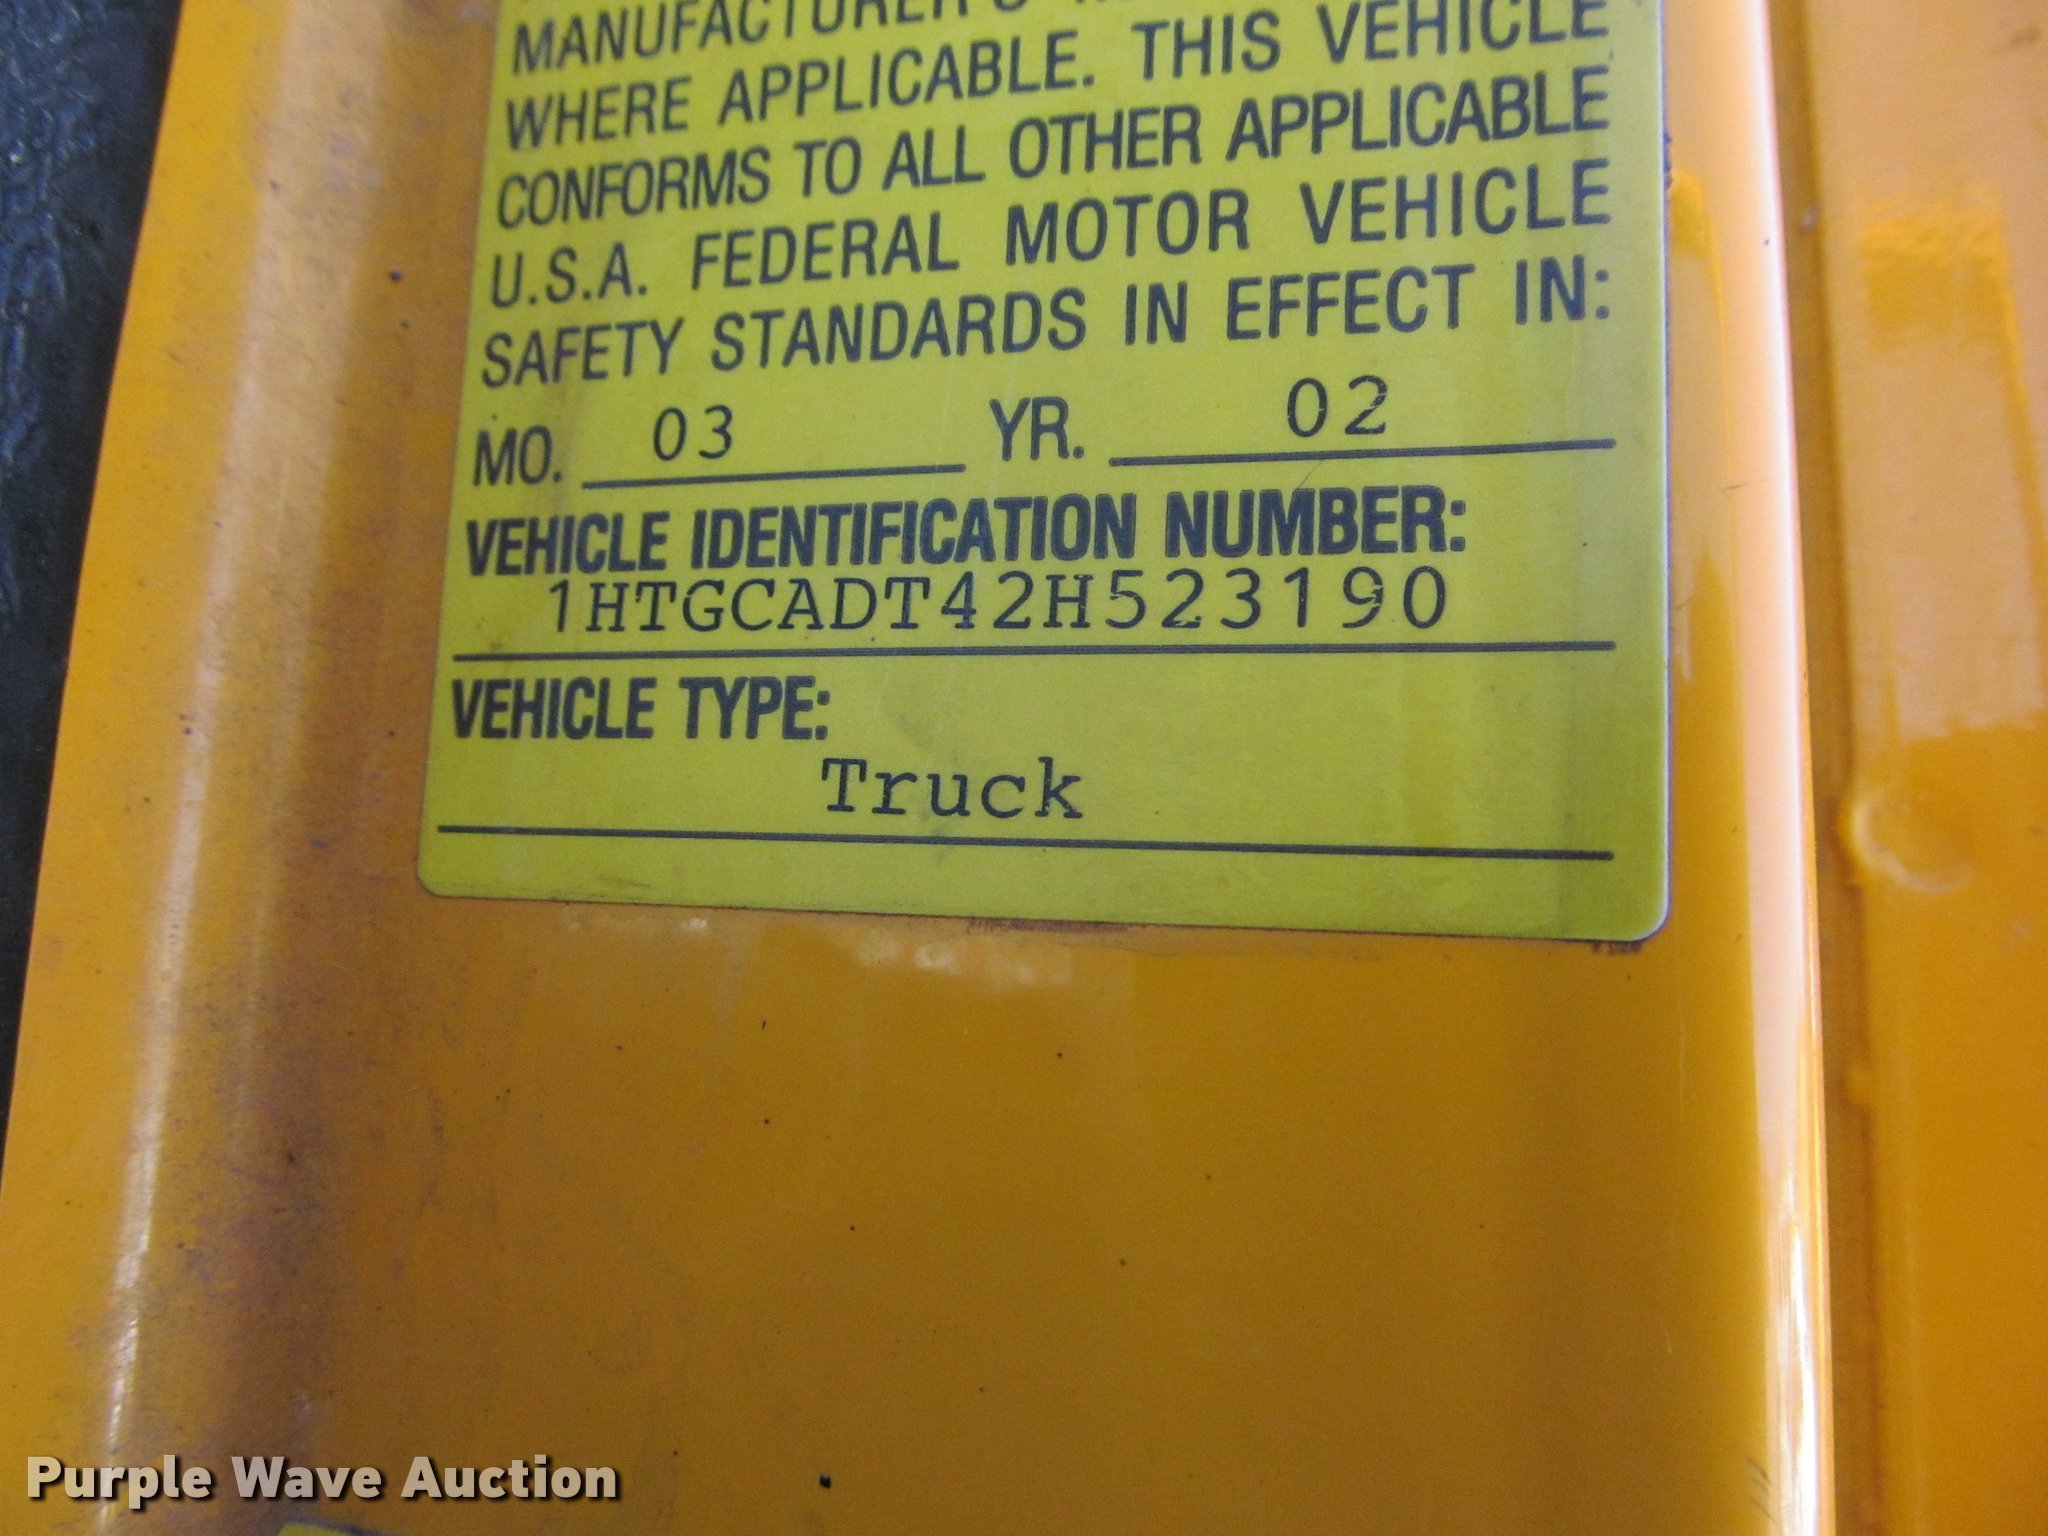 MANUFACTURER'S
WHERE APPLICABLE. THIS VEHICLE
CONFORMS TO ALL OTHER APPLICABLE
U.S.A. FEDERAL MOTOR VEHICLE
SAFETY STANDARDS IN EFFECT IN:
MO. 03 YR. 02
VEHICLE IDENTIFICATION NUMBER:
1HTGCADT42H523190
VEHICLE TYPE:
Truck
Purple Wave Auction